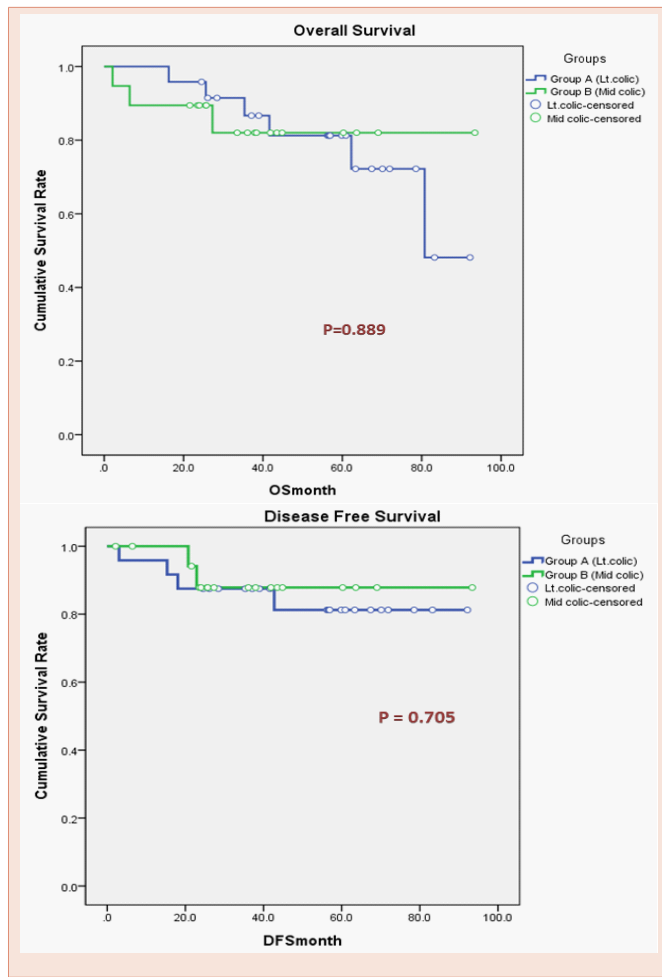 Overall Survival
Groups
Group A (Lt.colic)
Group B (Mid colic)
Lt.colic-censored
Mid colic-censored
Cumulative Survival Rate
1.0
0.8
0.6
0.4
0.2
0.0
P=0.889
.0 20.0 40.0 60.0 80.0 100.0
OSmonth
Disease Free Survival
Groups
Group A (Lt.colic)
Group B (Mid colic)
Lt.colic-censored
Mid colic-censored
Cumulative Survival Rate
1.0
0.8
0.6
0.4
0.2
0.0
P = 0.705
.0 20.0 40.0 60.0 80.0 100.0
DFSmonth